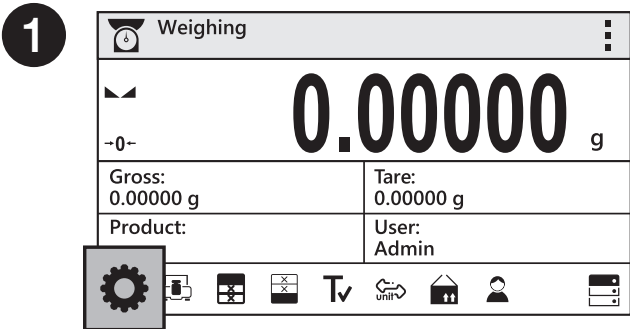 1
Weighing
0.00000 g
→0←
Gross:
0.00000 g
Tare:
0.00000 g
Product:
User:
Admin
T
unit